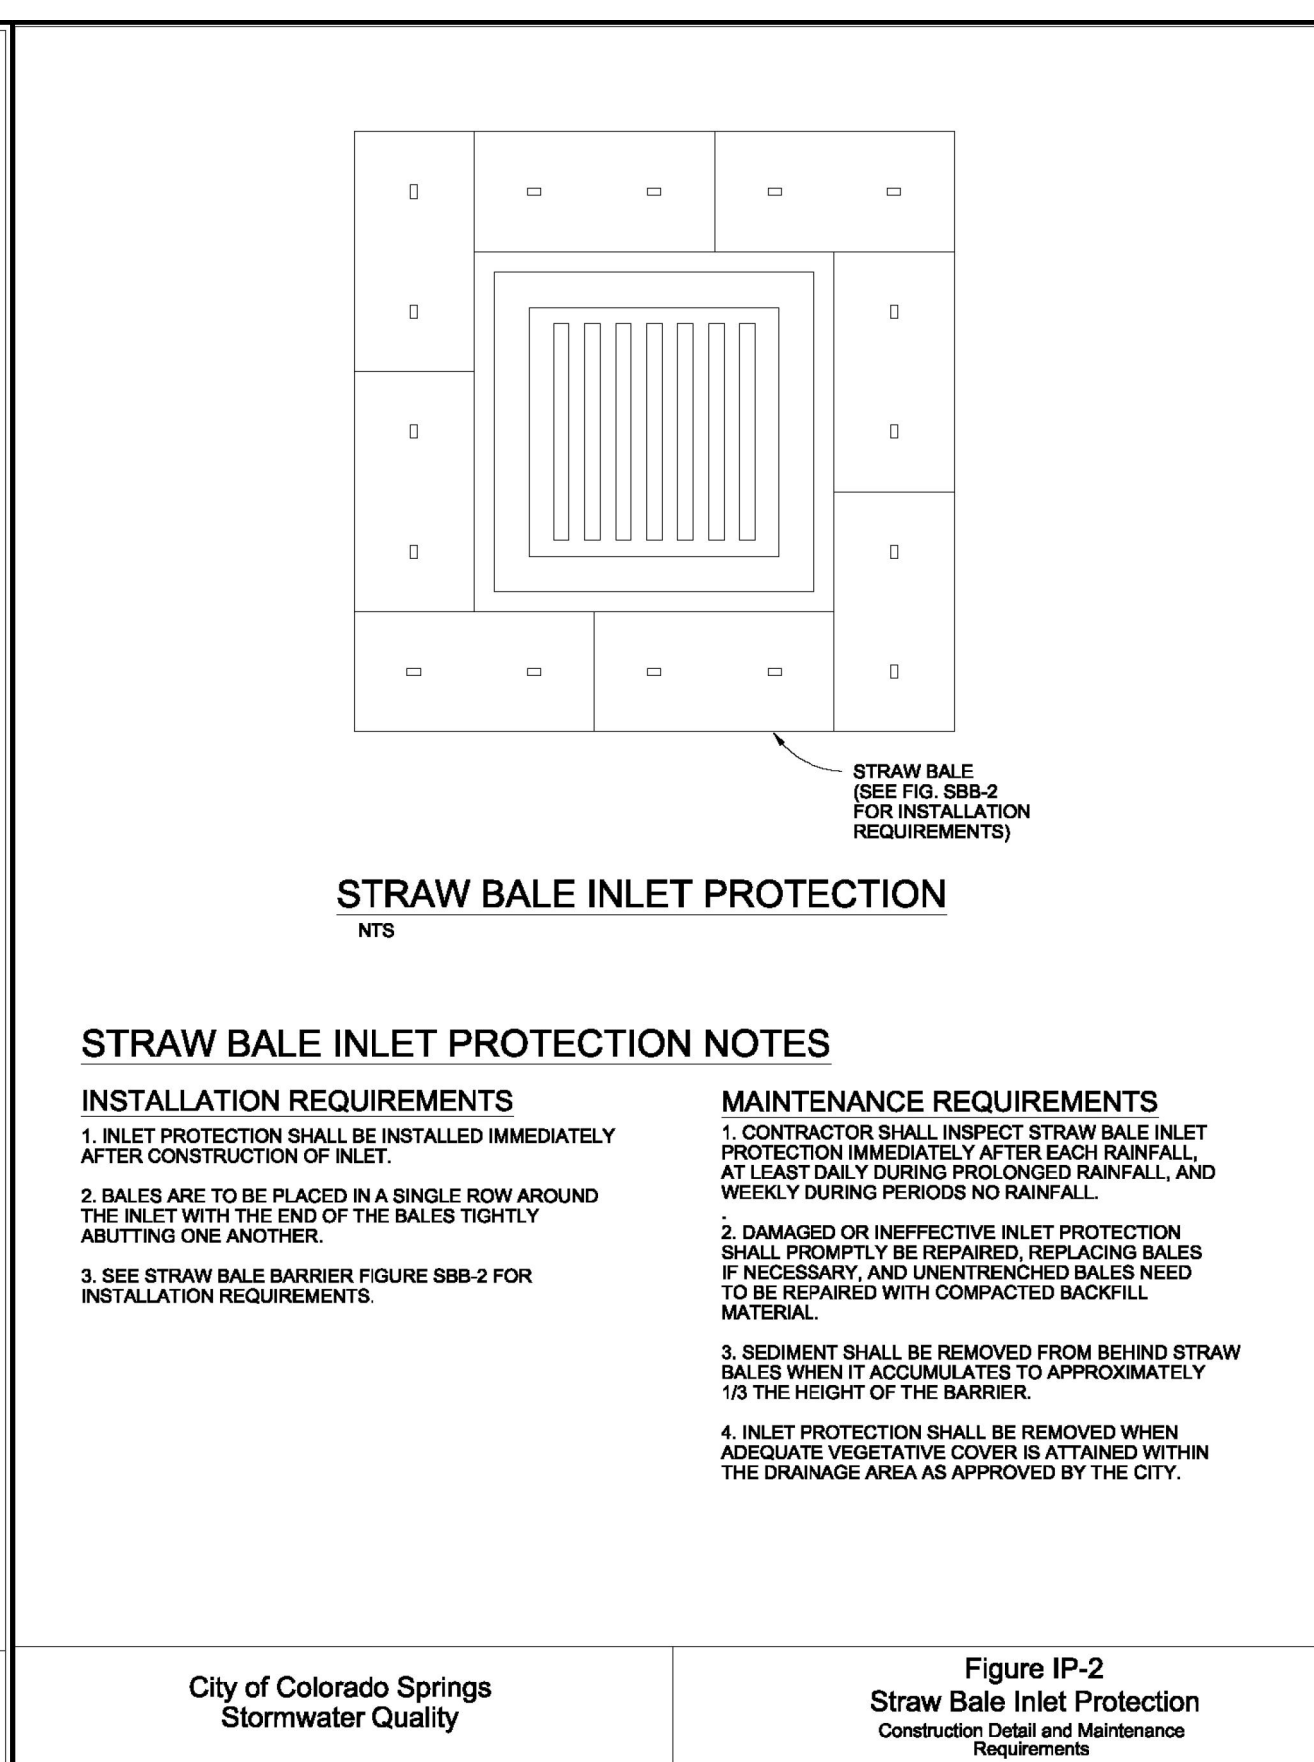 STRAW BALE
(SEE FIG. SBB-2
FOR INSTALLATION
REQUIREMENTS)
STRAW BALE INLET PROTECTION
NTS
STRAW BALE INLET PROTECTION NOTES
INSTALLATION REQUIREMENTS
1. INLET PROTECTION SHALL BE INSTALLED IMMEDIATELY
AFTER CONSTRUCTION OF INLET.
2. BALES ARE TO BE PLACED IN A SINGLE ROW AROUND
THE INLET WITH THE END OF THE BALES TIGHTLY
ABUTTING ONE ANOTHER.
3. SEE STRAW BALE BARRIER FIGURE SBB-2 FOR
INSTALLATION REQUIREMENTS.
MAINTENANCE REQUIREMENTS
1. CONTRACTOR SHALL INSPECT STRAW BALE INLET
PROTECTION IMMEDIATELY AFTER EACH RAINFALL,
AT LEAST DAILY DURING PROLONGED RAINFALL, AND
WEEKLY DURING PERIODS NO RAINFALL.
.
2. DAMAGED OR INEFFECTIVE INLET PROTECTION
SHALL PROMPTLY BE REPAIRED, REPLACING BALES
IF NECESSARY, AND UNENTRENCHED BALES NEED
TO BE REPAIRED WITH COMPACTED BACKFILL
MATERIAL.
3. SEDIMENT SHALL BE REMOVED FROM BEHIND STRAW
BALES WHEN IT ACCUMULATES TO APPROXIMATELY
1/3 THE HEIGHT OF THE BARRIER.
4. INLET PROTECTION SHALL BE REMOVED WHEN
ADEQUATE VEGETATIVE COVER IS ATTAINED WITHIN
THE DRAINAGE AREA AS APPROVED BY THE CITY.
City of Colorado Springs
Stormwater Quality
Figure IP-2
Straw Bale Inlet Protection
Construction Detail and Maintenance
Requirements